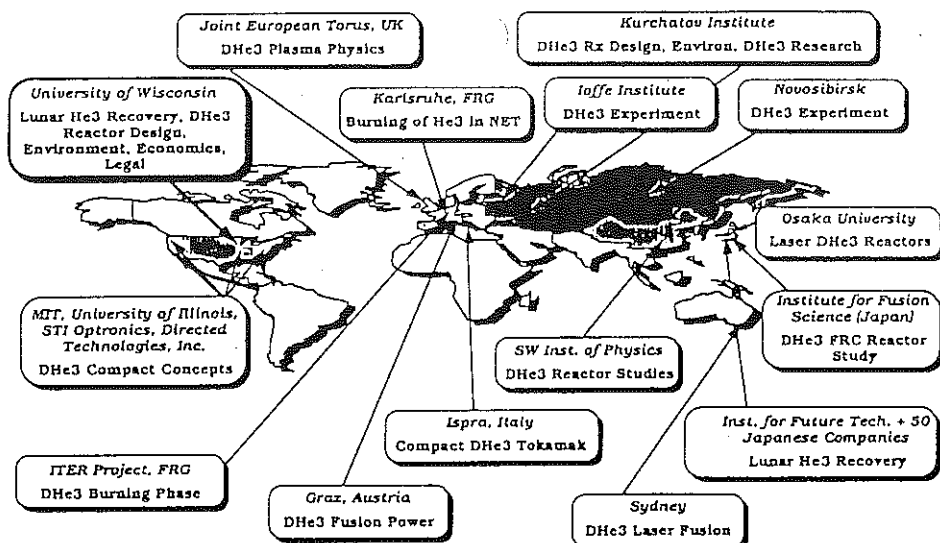 Joint European Torus, UK
DHe3 Plasma Physics
Kurchatov Institute
DHe3 Rx Design, Environ, DHe3 Research
University of Wisconsin
Lunar He3 Recovery, DHe3
Reactor Design,
Environment, Economics,
Legal
Karlsruhe, FRG
Burning of He3 in NET
Ioffe Institute
DHe3 Experiment
Novosibirsk
DHe3 Experiment
Osaka University
Laser DHe3 Reactors
MIT, University of Illinois,
STI Optronics, Directed
Technologies, Inc.
DHe3 Compact Concepts
SW Inst. of Physics
DHe3 Reactor Studies
Institute for Fusion
Science (Japan)
DHe3 FRC Reactor
Study
ITER Project, FRG
DHe3 Burning Phase
Graz, Austria
DHe3 Fusion Power
Ispra, Italy
Compact DHe3 Tokamak
Sydney
DHe3 Laser Fusion
Inst. for Future Tech. + 50
Japanese Companies
Lunar He3 Recovery